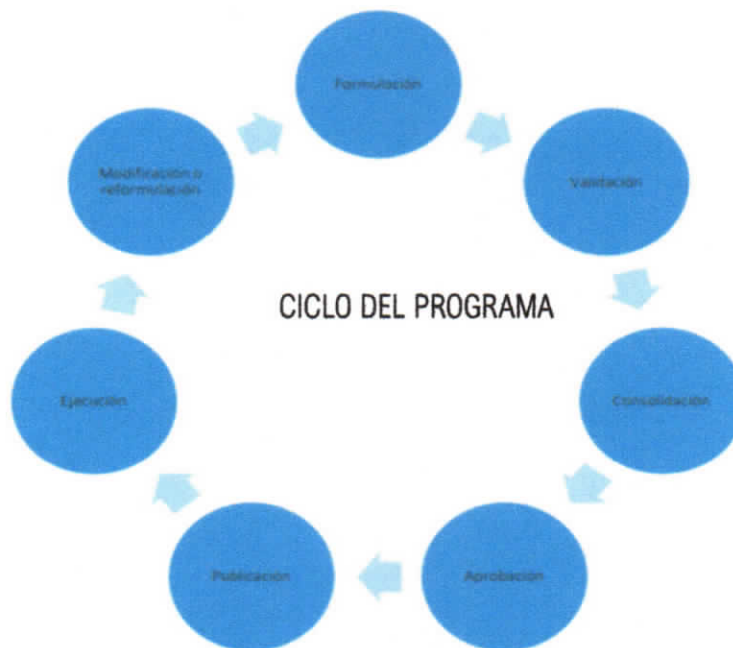 Formulación
Validación
Consolidación
Aprobación
Publicación
Ejecución
Modificación o
reformulación
CICLO DEL PROGRAMA